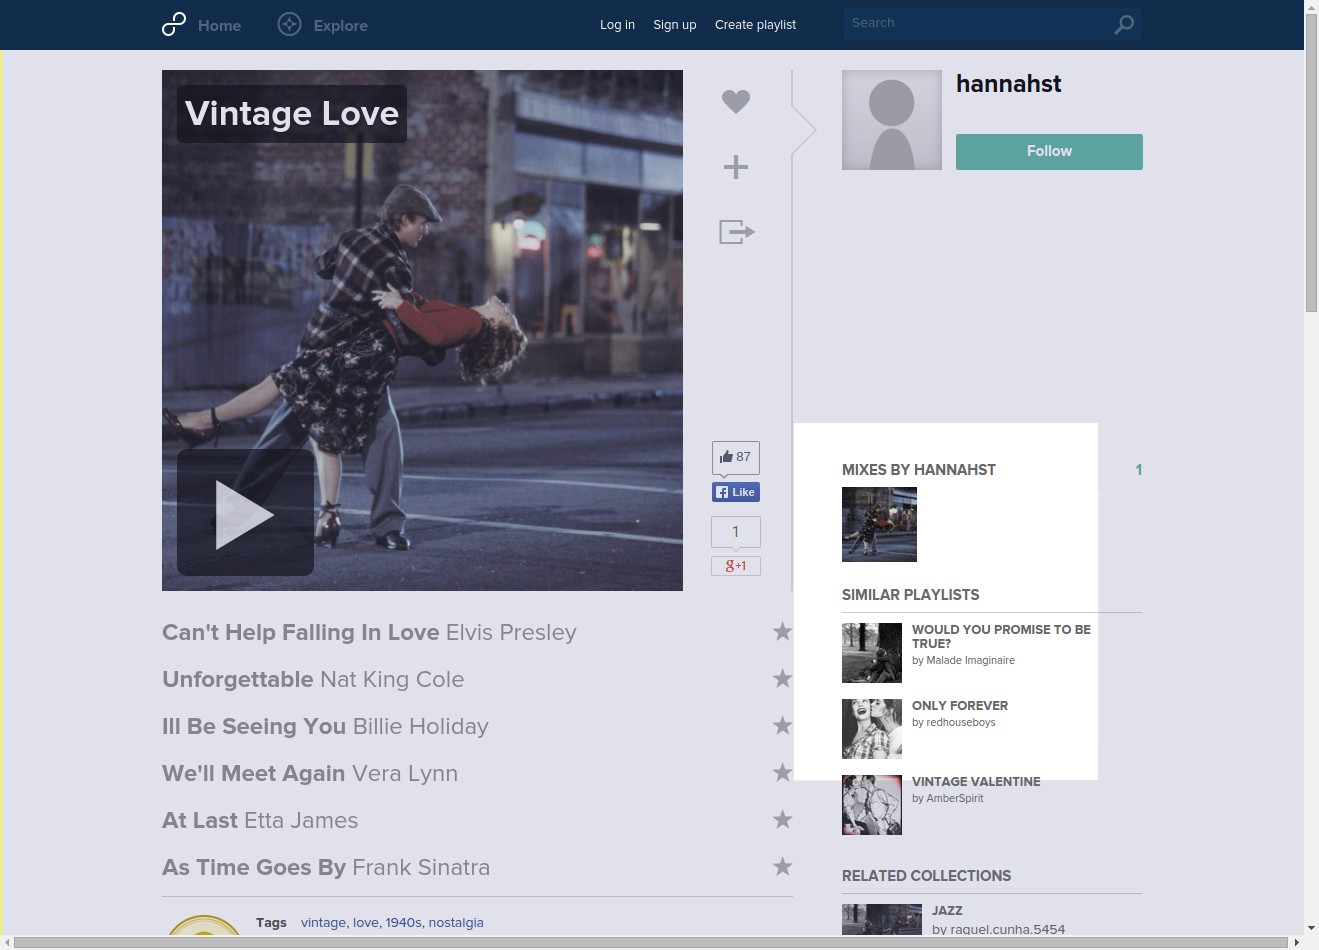 Home
Explore
Log in
Sign up
Create playlist
Search
Vintage Love
hannahst
Follow
87
Like
1
g+1
MIXES BY HANNAHST
1
SIMILAR PLAYLISTS
WOULD YOU PROMISE TO BE
TRUE?
by Malade Imaginaire
ONLY FOREVER
by redhouseboys
VINTAGE VALENTINE
by AmberSpirit
RELATED COLLECTIONS
JAZZ
by raquel.cunha.5454
Can't Help Falling In Love Elvis Presley
Unforgettable Nat King Cole
Ill Be Seeing You Billie Holiday
We'll Meet Again Vera Lynn
At Last Etta James
As Time Goes By Frank Sinatra
Tags vintage, love, 1940s, nostalgia